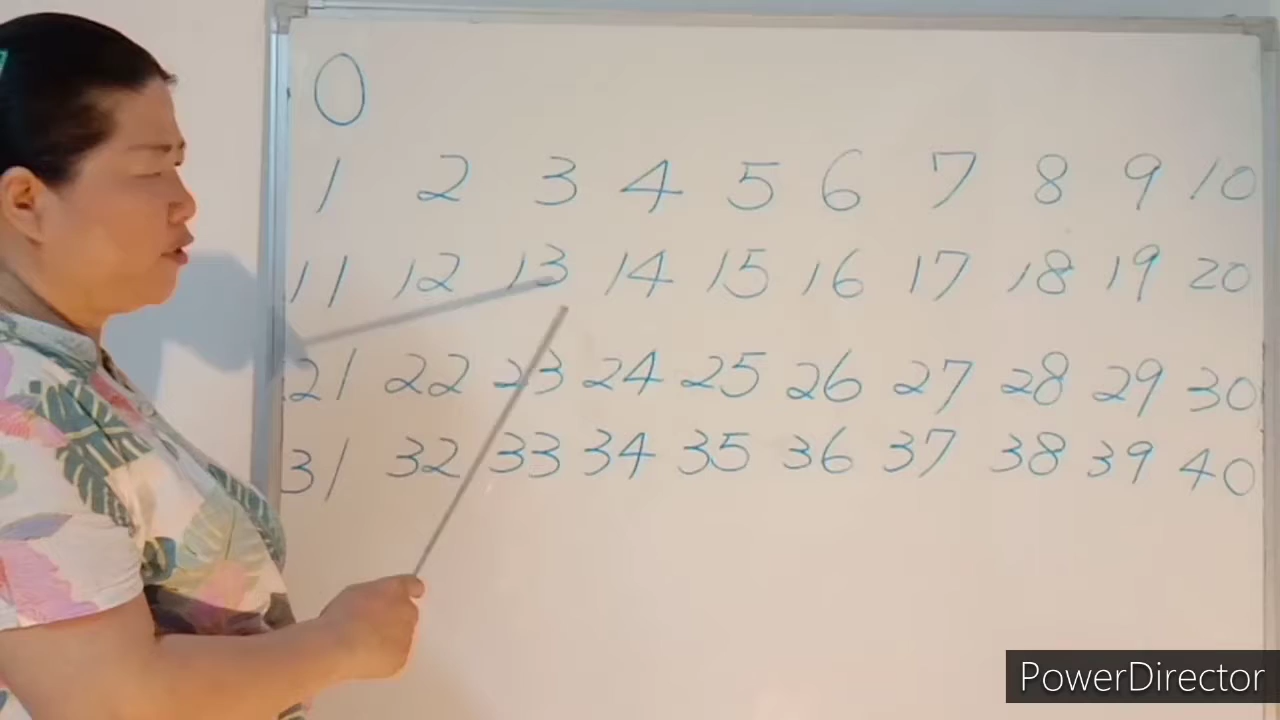 0
1 2 3 4 5 6 7 8 9 10
11 12 13 14 15 16 17 18 19 20
21 22 23 24 25 26 27 28 29 30
31 32 33 34 35 36 37 38 39 40
PowerDirector